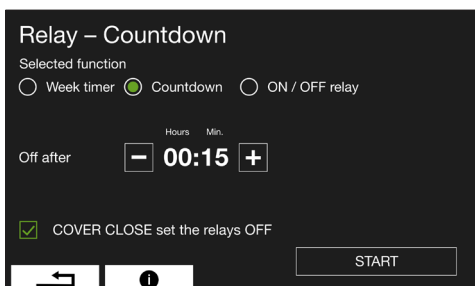 Relay – Countdown
Selected function
Week timer Countdown ON / OFF relay
Hours Min.
Off after − 00:15 +
COVER CLOSE set the relays OFF
START